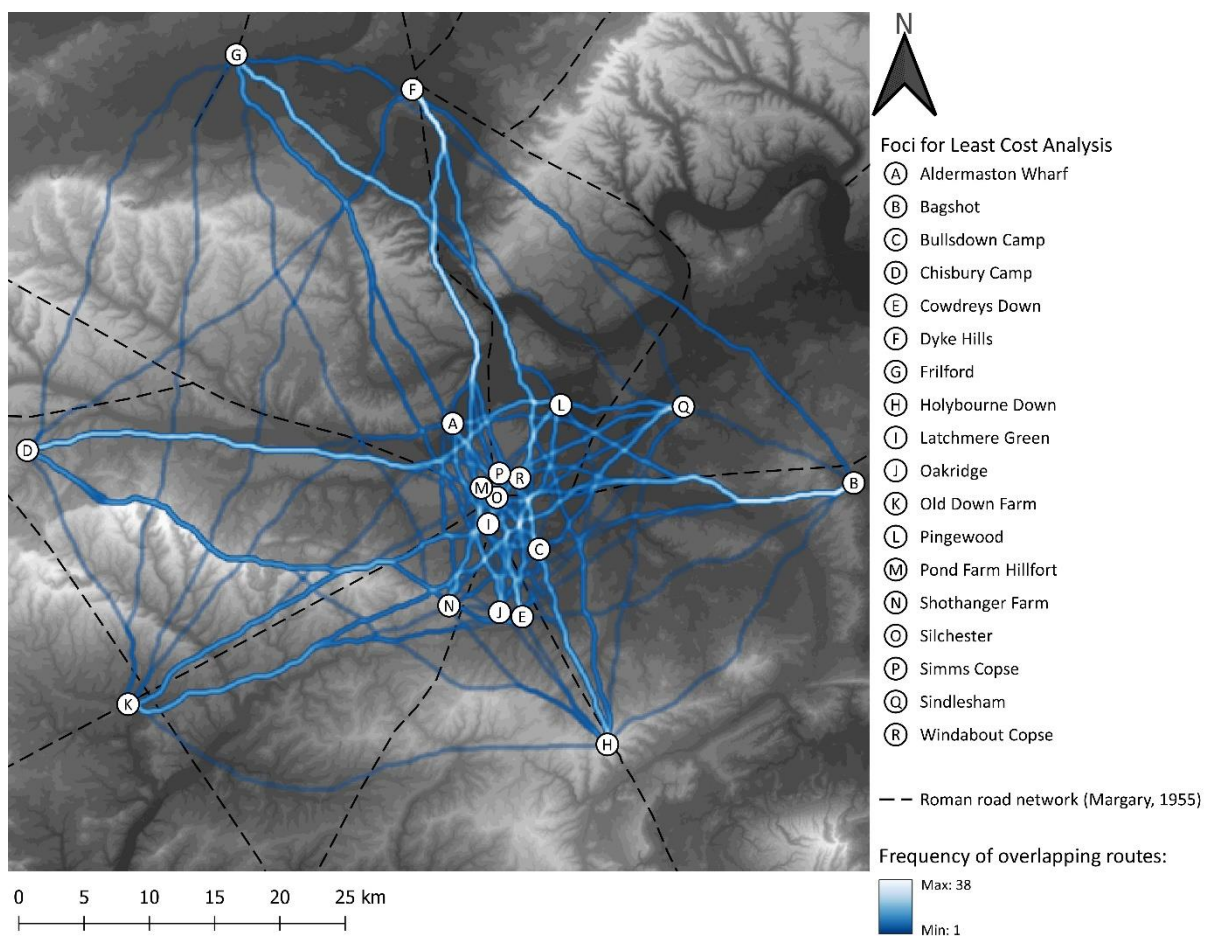 N
G
F
A
L
Q
D
P
R
B
M
O
I
C
N
J
E
K
H
Foci for Least Cost Analysis
A Aldermaston Wharf
B Bagshot
C Bullsdown Camp
D Chisbury Camp
E Cowdreys Down
F Dyke Hills
G Frilford
H Holybourne Down
I Latchmere Green
J Oakridge
K Old Down Farm
L Pingewood
M Pond Farm Hillfort
N Shothanger Farm
O Silchester
P Simms Copse
Q Sindlesham
R Windabout Copse
Roman road network (Margary, 1955)
Frequency of overlapping routes:
Max: 38
Min: 1
0 5 10 15 20 25 km